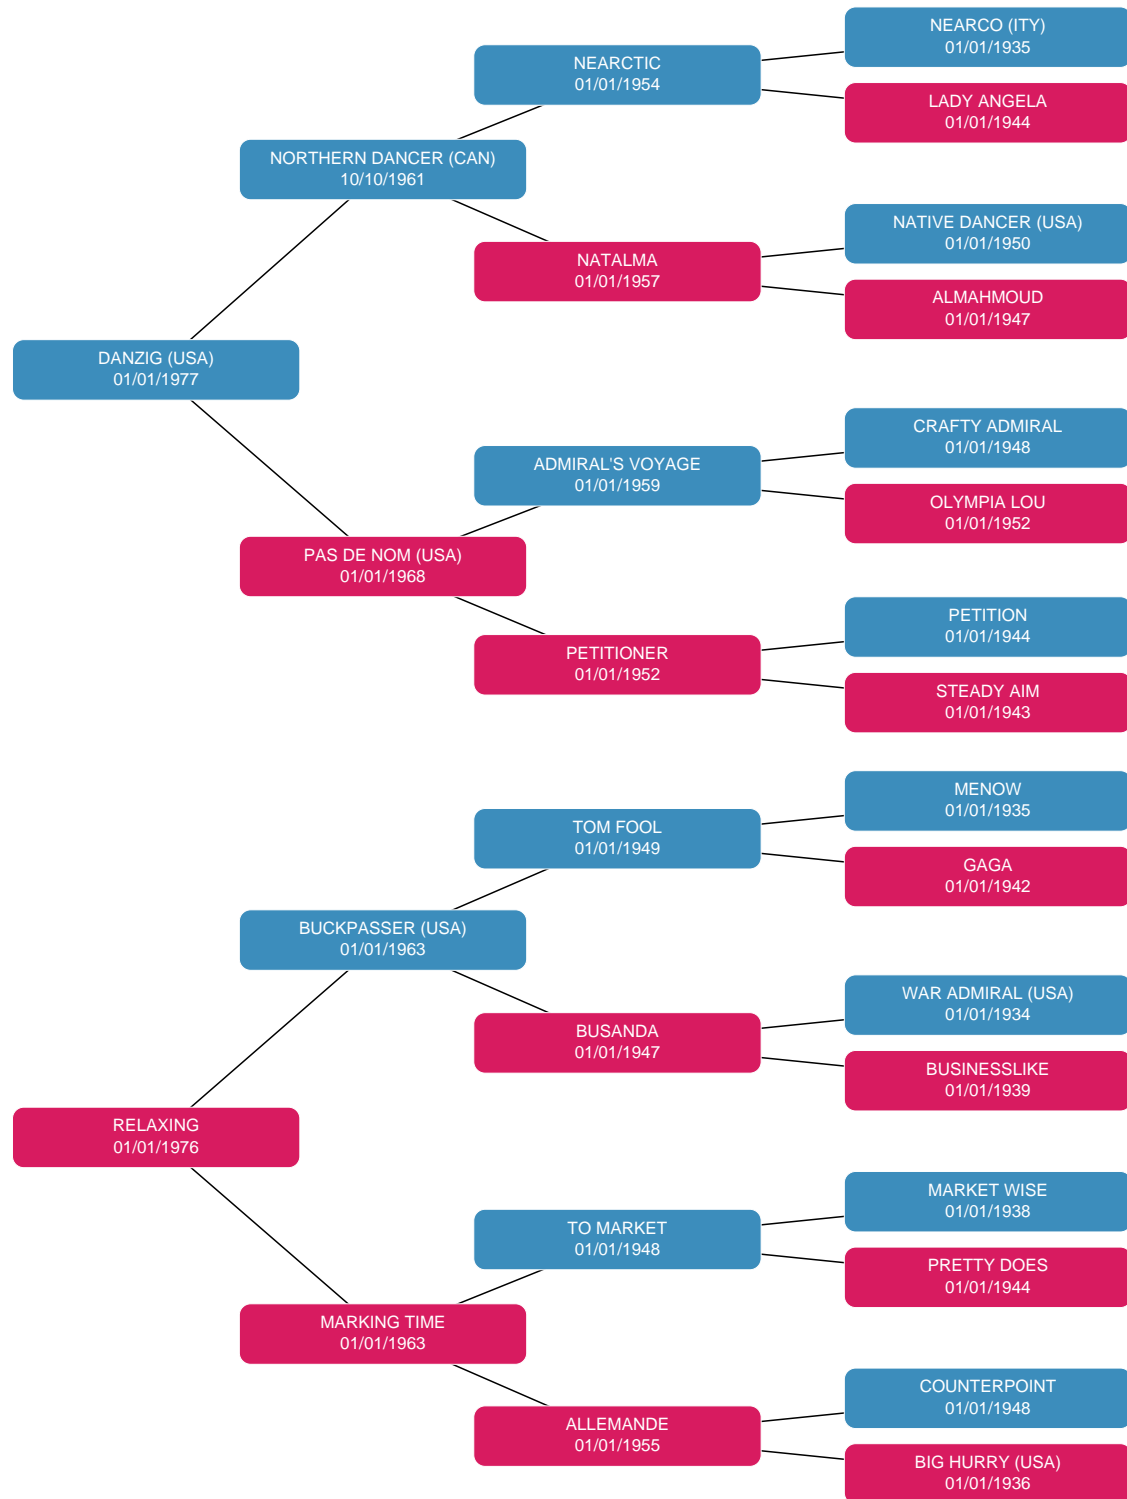 NEARCO (ITY)
01/01/1935
NEARCTIC
01/01/1954
LADY ANGELA
01/01/1944
NORTHERN DANCER (CAN)
10/10/1961
NATIVE DANCER (USA)
01/01/1950
NATALMA
01/01/1957
ALMAHMOUD
01/01/1947
DANZIG (USA)
01/01/1977
CRAFTY ADMIRAL
01/01/1948
ADMIRAL'S VOYAGE
01/01/1959
OLYMPIA LOU
01/01/1952
PAS DE NOM (USA)
01/01/1968
PETITION
01/01/1944
PETITIONER
01/01/1952
STEADY AIM
01/01/1943
MENOW
01/01/1935
TOM FOOL
01/01/1949
GAGA
01/01/1942
BUCKPASSER (USA)
01/01/1963
WAR ADMIRAL (USA)
01/01/1934
BUSANDA
01/01/1947
BUSINESSLIKE
01/01/1939
RELAXING
01/01/1976
MARKET WISE
01/01/1938
TO MARKET
01/01/1948
PRETTY DOES
01/01/1944
MARKING TIME
01/01/1963
COUNTERPOINT
01/01/1948
ALLEMANDE
01/01/1955
BIG HURRY (USA)
01/01/1936